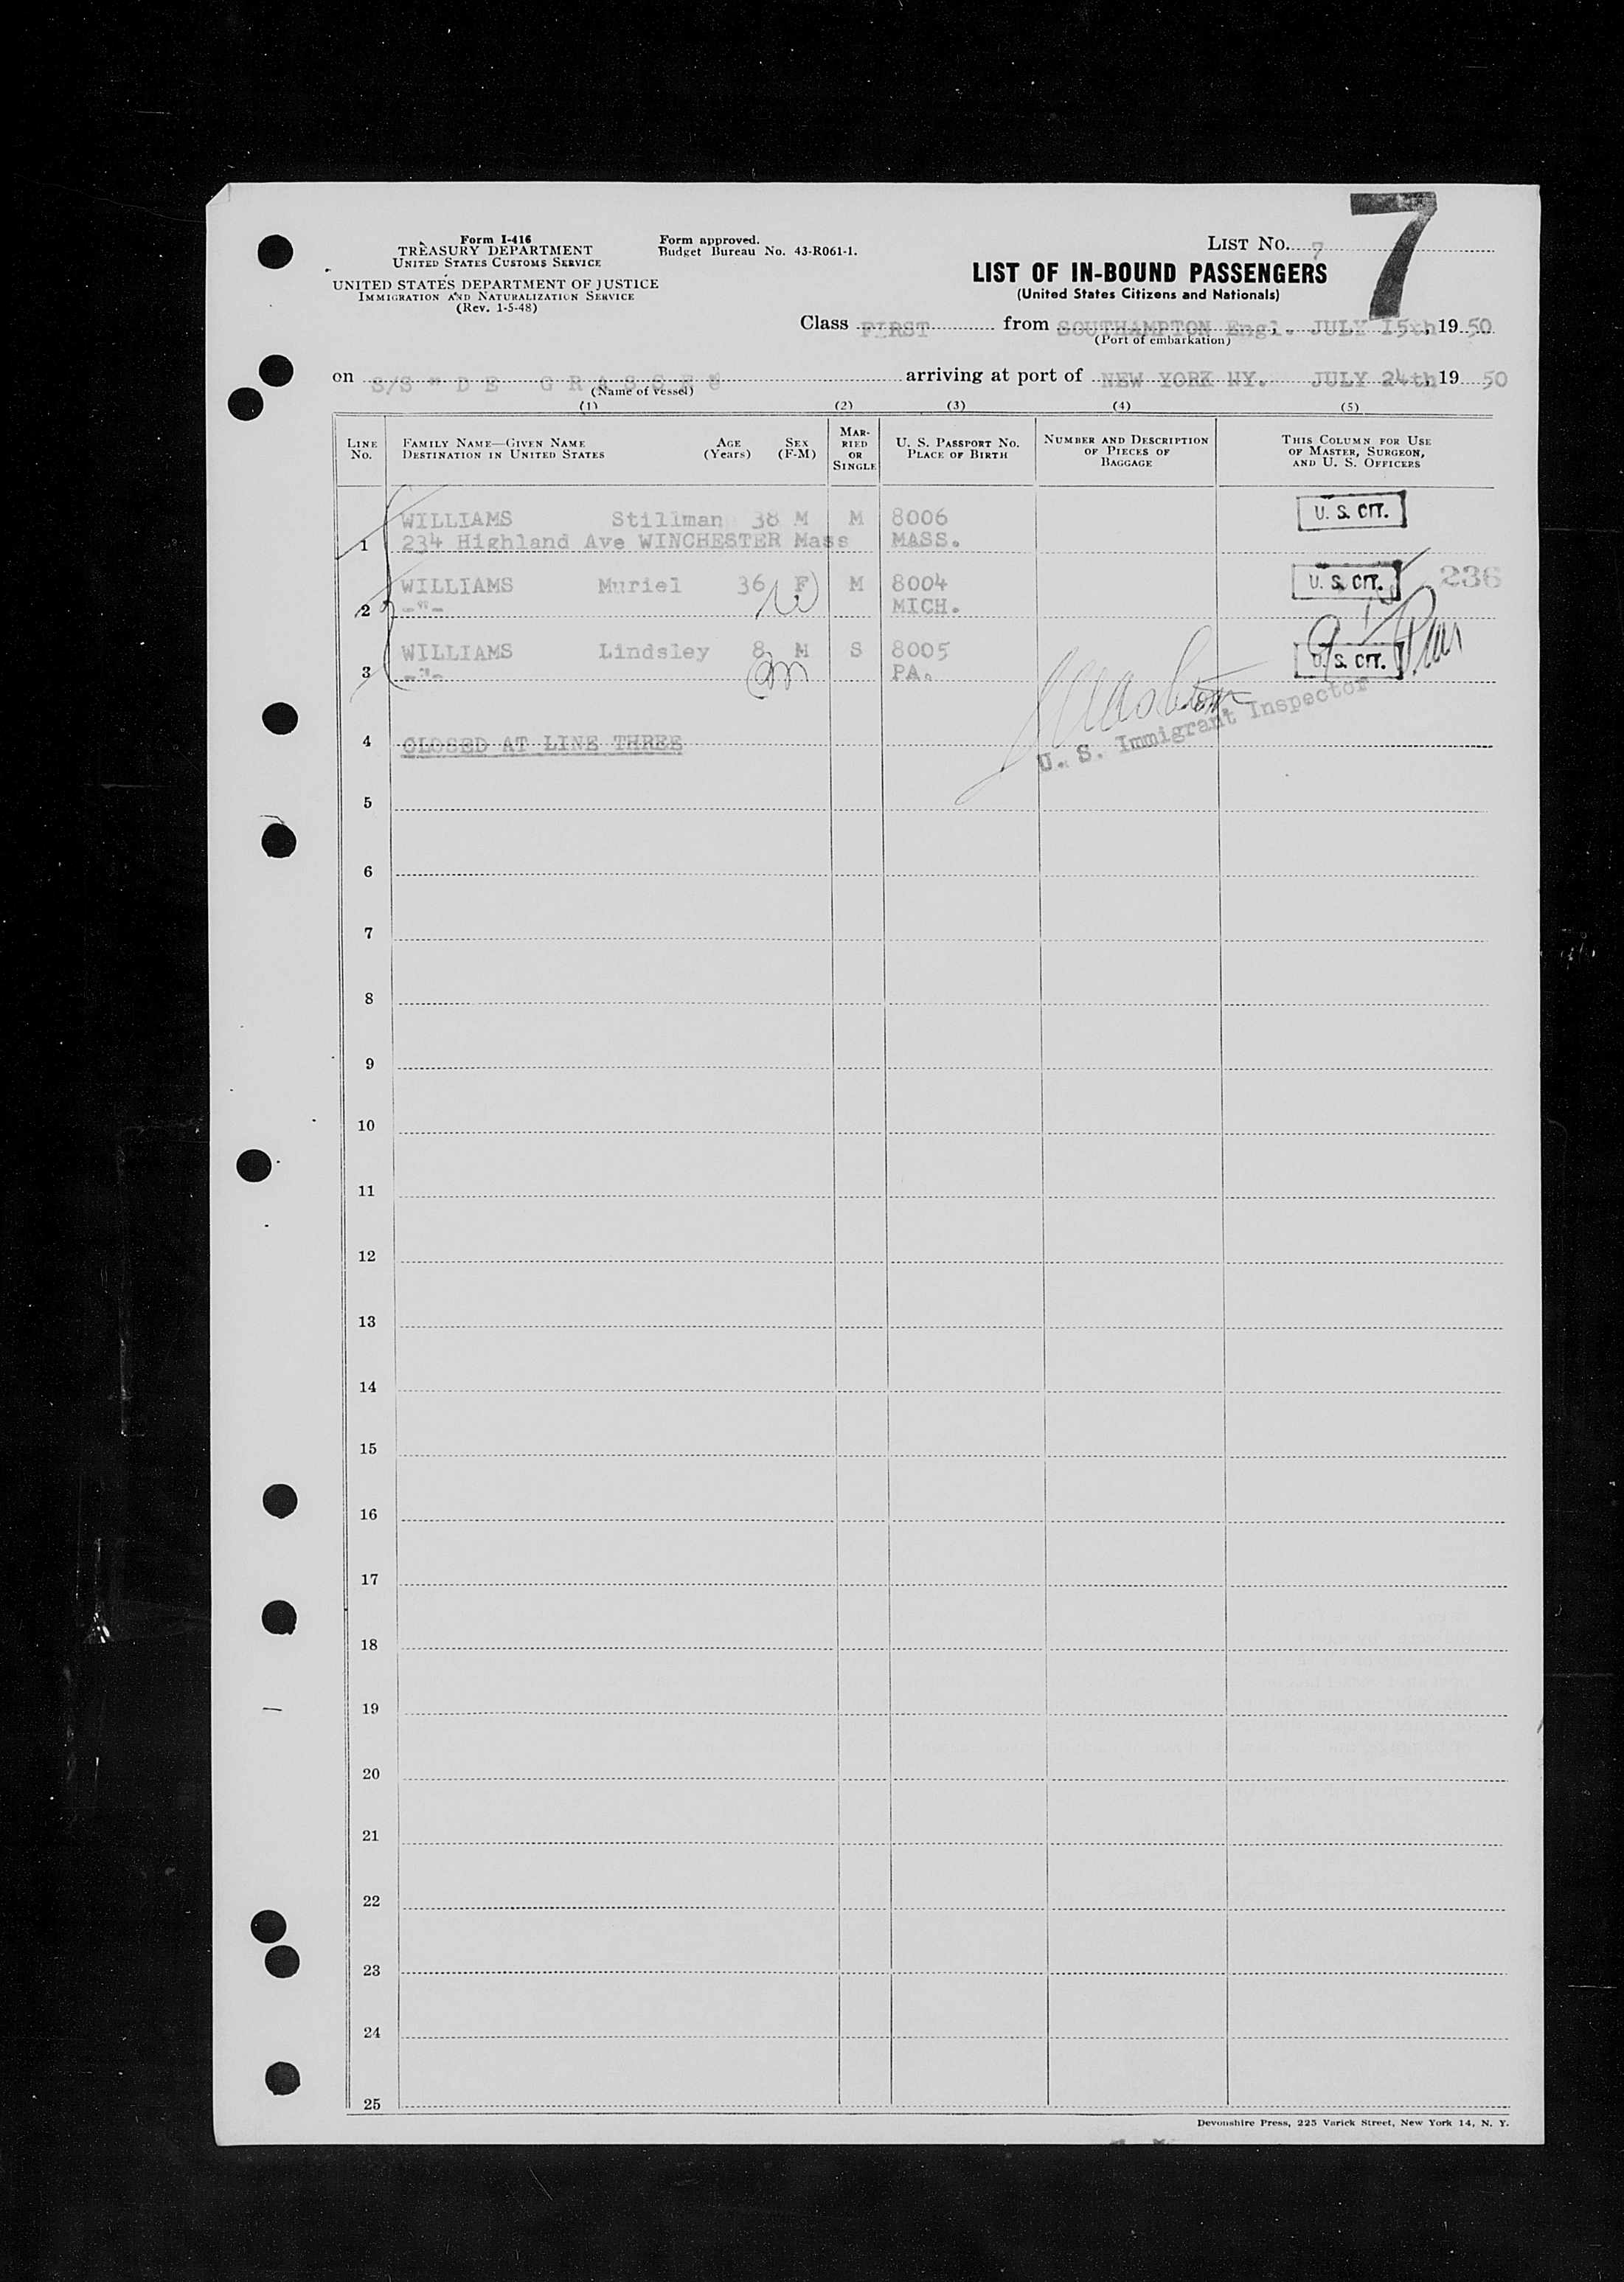 Form I-416
TREASURY DEPARTMENT
UNITED STATES CUSTOMS SERVICE
UNITED STATES DEPARTMENT OF JUSTICE
IMMIGRATION AND NATURALIZATION SERVICE
(Rev. 1-5-48)
Form approved.
Budget Bureau No. 43-R061-1.
LIST No. 7
7
LIST OF IN-BOUND PASSENGERS
(United States Citizens and Nationals)
Class FIRST from SOUTHAMPTON Engl. JULY 15th, 19 50
(Port of embarkation)
on S/S " D E G R A S S E " arriving at port of NEW YORK NY. JULY 24th, 19 50
(Name of vessel)
(1) (2) (3) (4) (5)
LINE No. FAMILY NAME—GIVEN NAME DESTINATION IN UNITED STATES AGE (Years) SEX (F-M) MARRIED OR SINGLE U. S. PASSPORT NO. PLACE OF BIRTH NUMBER AND DESCRIPTION OF PIECES OF BAGGAGE THIS COLUMN FOR USE OF MASTER, SURGEON, AND U. S. OFFICERS
WILLIAMS Stillman 38 M M 8006 U. S. CIT.
1 234 Highland Ave WINCHESTER Mass MASS.
WILLIAMS Muriel 36 F M 8004 U. S. CIT. 236
2 -"- MICH.
WILLIAMS Lindsley 8 M S 8005 U. S. CIT.
3 -"- PA.
U. S. Immigrant Inspector
4 CLOSED AT LINE THREE
5
6
7
8
9
10
11
12
13
14
15
16
17
18
19
20
21
22
23
24
25
Devonshire Press, 225 Varick Street, New York 14, N. Y.